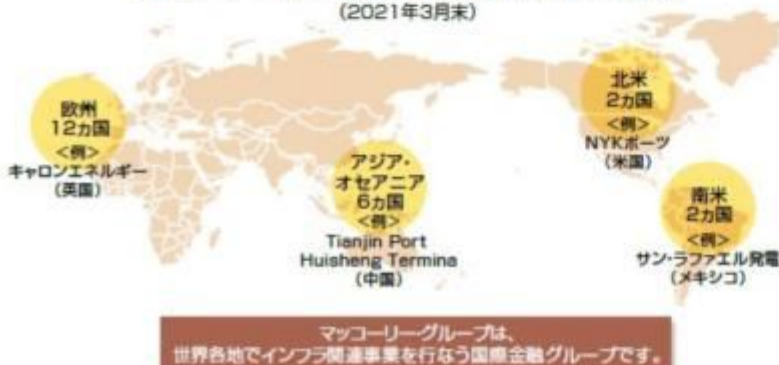 (2021年3月末)
欧州
12カ国
<例>
キャロンエネルギー
(英国)
アジア・
オセアニア
6カ国
<例>
Tianjin Port
Huisheng Termina
(中国)
北米
2カ国
<例>
NYKポーツ
(米国)
南米
2カ国
<例>
サン・ラファエル発電
(メキシコ)
マッコーリーグループは、
世界各地でインフラ関連事業を行なう国際金融グループです。